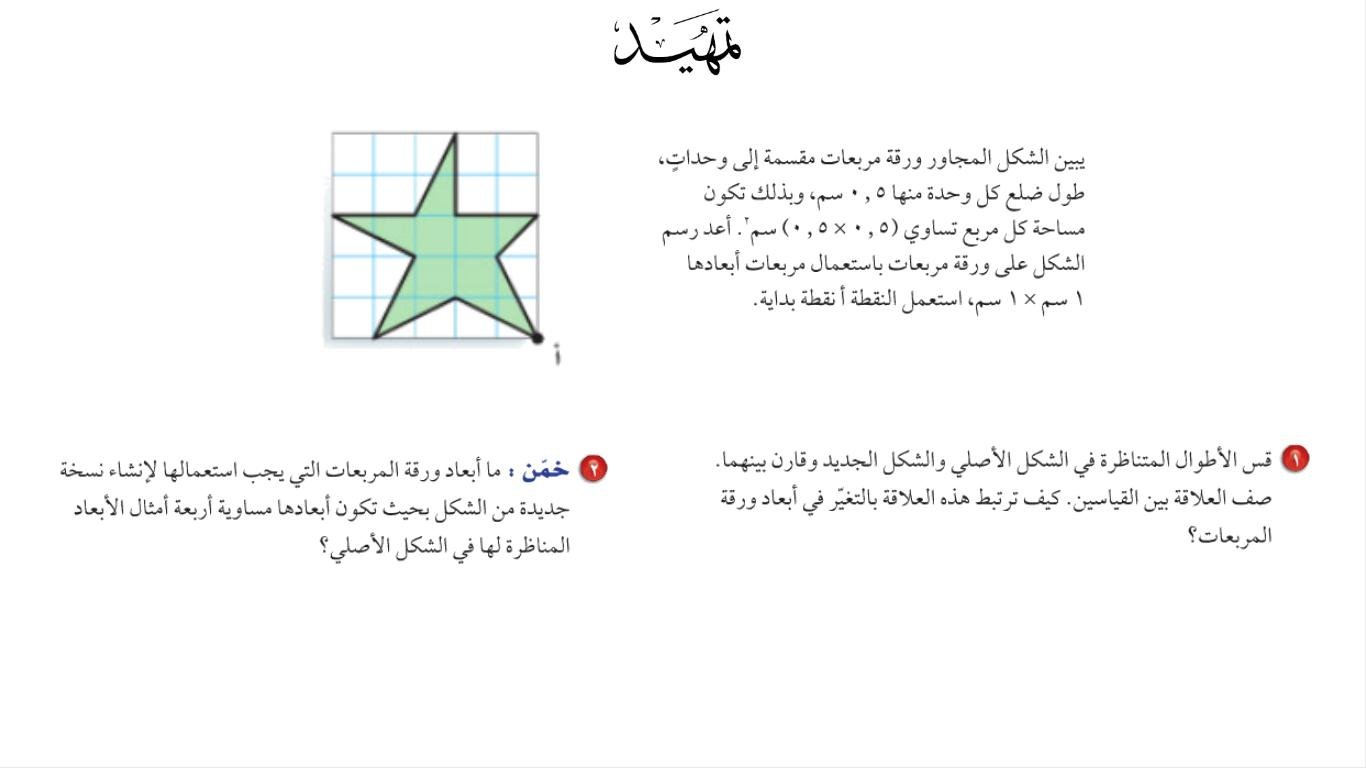 تمهيد
يبين الشكل المجاور ورقة مربعات مقسمة إلى وحداتٍ،
طول ضلع كل وحدة منها ٠,٥ سم، وبذلك تكون
مساحة كل مربع تساوي (٠,٥ × ٠,٥) سم٢. أعد رسم
الشكل على ورقة مربعات باستعمال مربعات أبعادها
١ سم × ١ سم، استعمل النقطة أ نقطة بداية.
أ
١ قس الأطوال المتناظرة في الشكل الأصلي والشكل الجديد وقارن بينهما.
صف العلاقة بين القياسين. كيف ترتبط هذه العلاقة بالتغيّر في أبعاد ورقة
المربعات؟
٢ خمّن : ما أبعاد ورقة المربعات التي يجب استعمالها لإنشاء نسخة
جديدة من الشكل بحيث تكون أبعادها مساوية أربعة أمثال الأبعاد
المناظرة لها في الشكل الأصلي؟